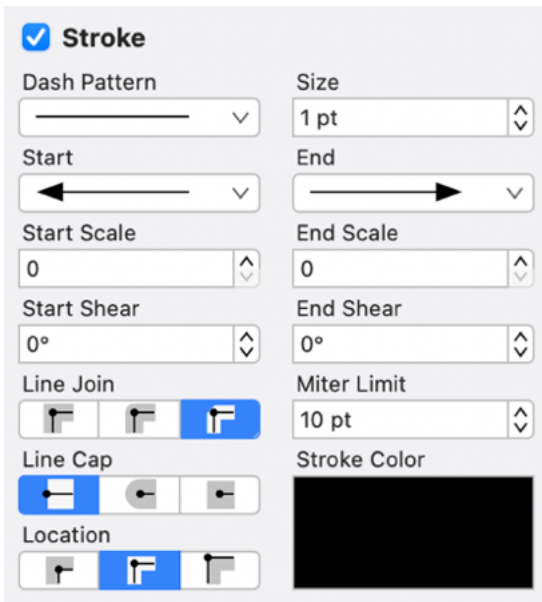 Stroke
Dash Pattern Size
1 pt
Start End
Start Scale End Scale
0 0
Start Shear End Shear
0° 0°
Line Join Miter Limit
10 pt
Line Cap Stroke Color
Location